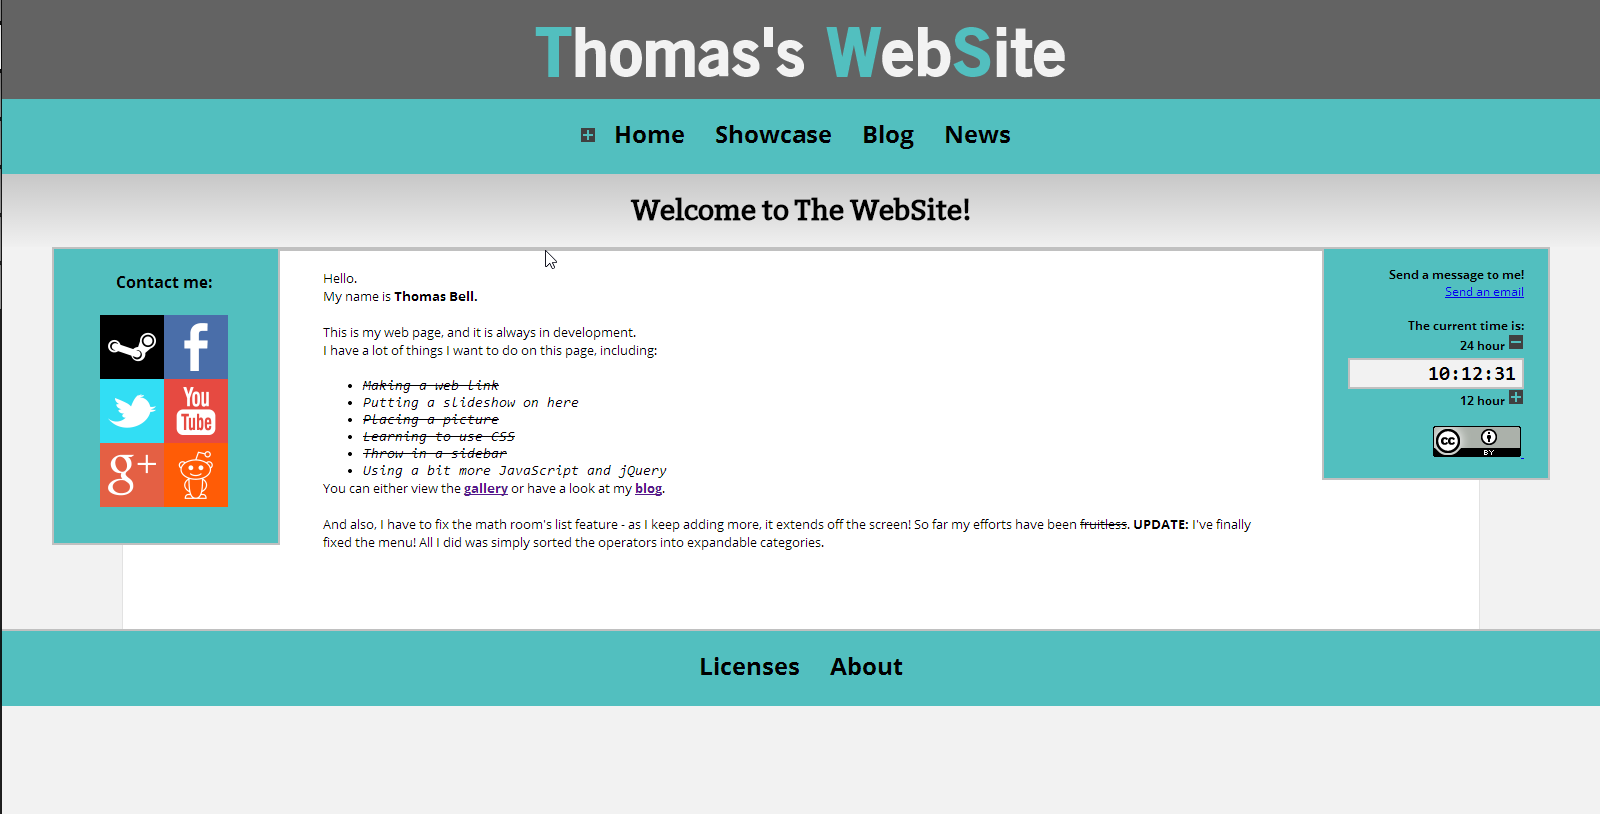 Thomas's WebSite
Home Showcase Blog News
Welcome to The WebSite!
Contact me:
f
You
Tube
g+
Hello.
My name is Thomas Bell.
This is my web page, and it is always in development.
I have a lot of things I want to do on this page, including:
Making a web link
Putting a slideshow on here
Placing a picture
Learning to use CSS
Throw in a sidebar
Using a bit more JavaScript and jQuery
You can either view the gallery or have a look at my blog.
And also, I have to fix the math room's list feature - as I keep adding more, it extends off the screen! So far my efforts have been fruitless. UPDATE: I've finally
fixed the menu! All I did was simply sorted the operators into expandable categories.
Send a message to me!
Send an email
The current time is:
24 hour
10:12:31
12 hour
cc
BY
Licenses About